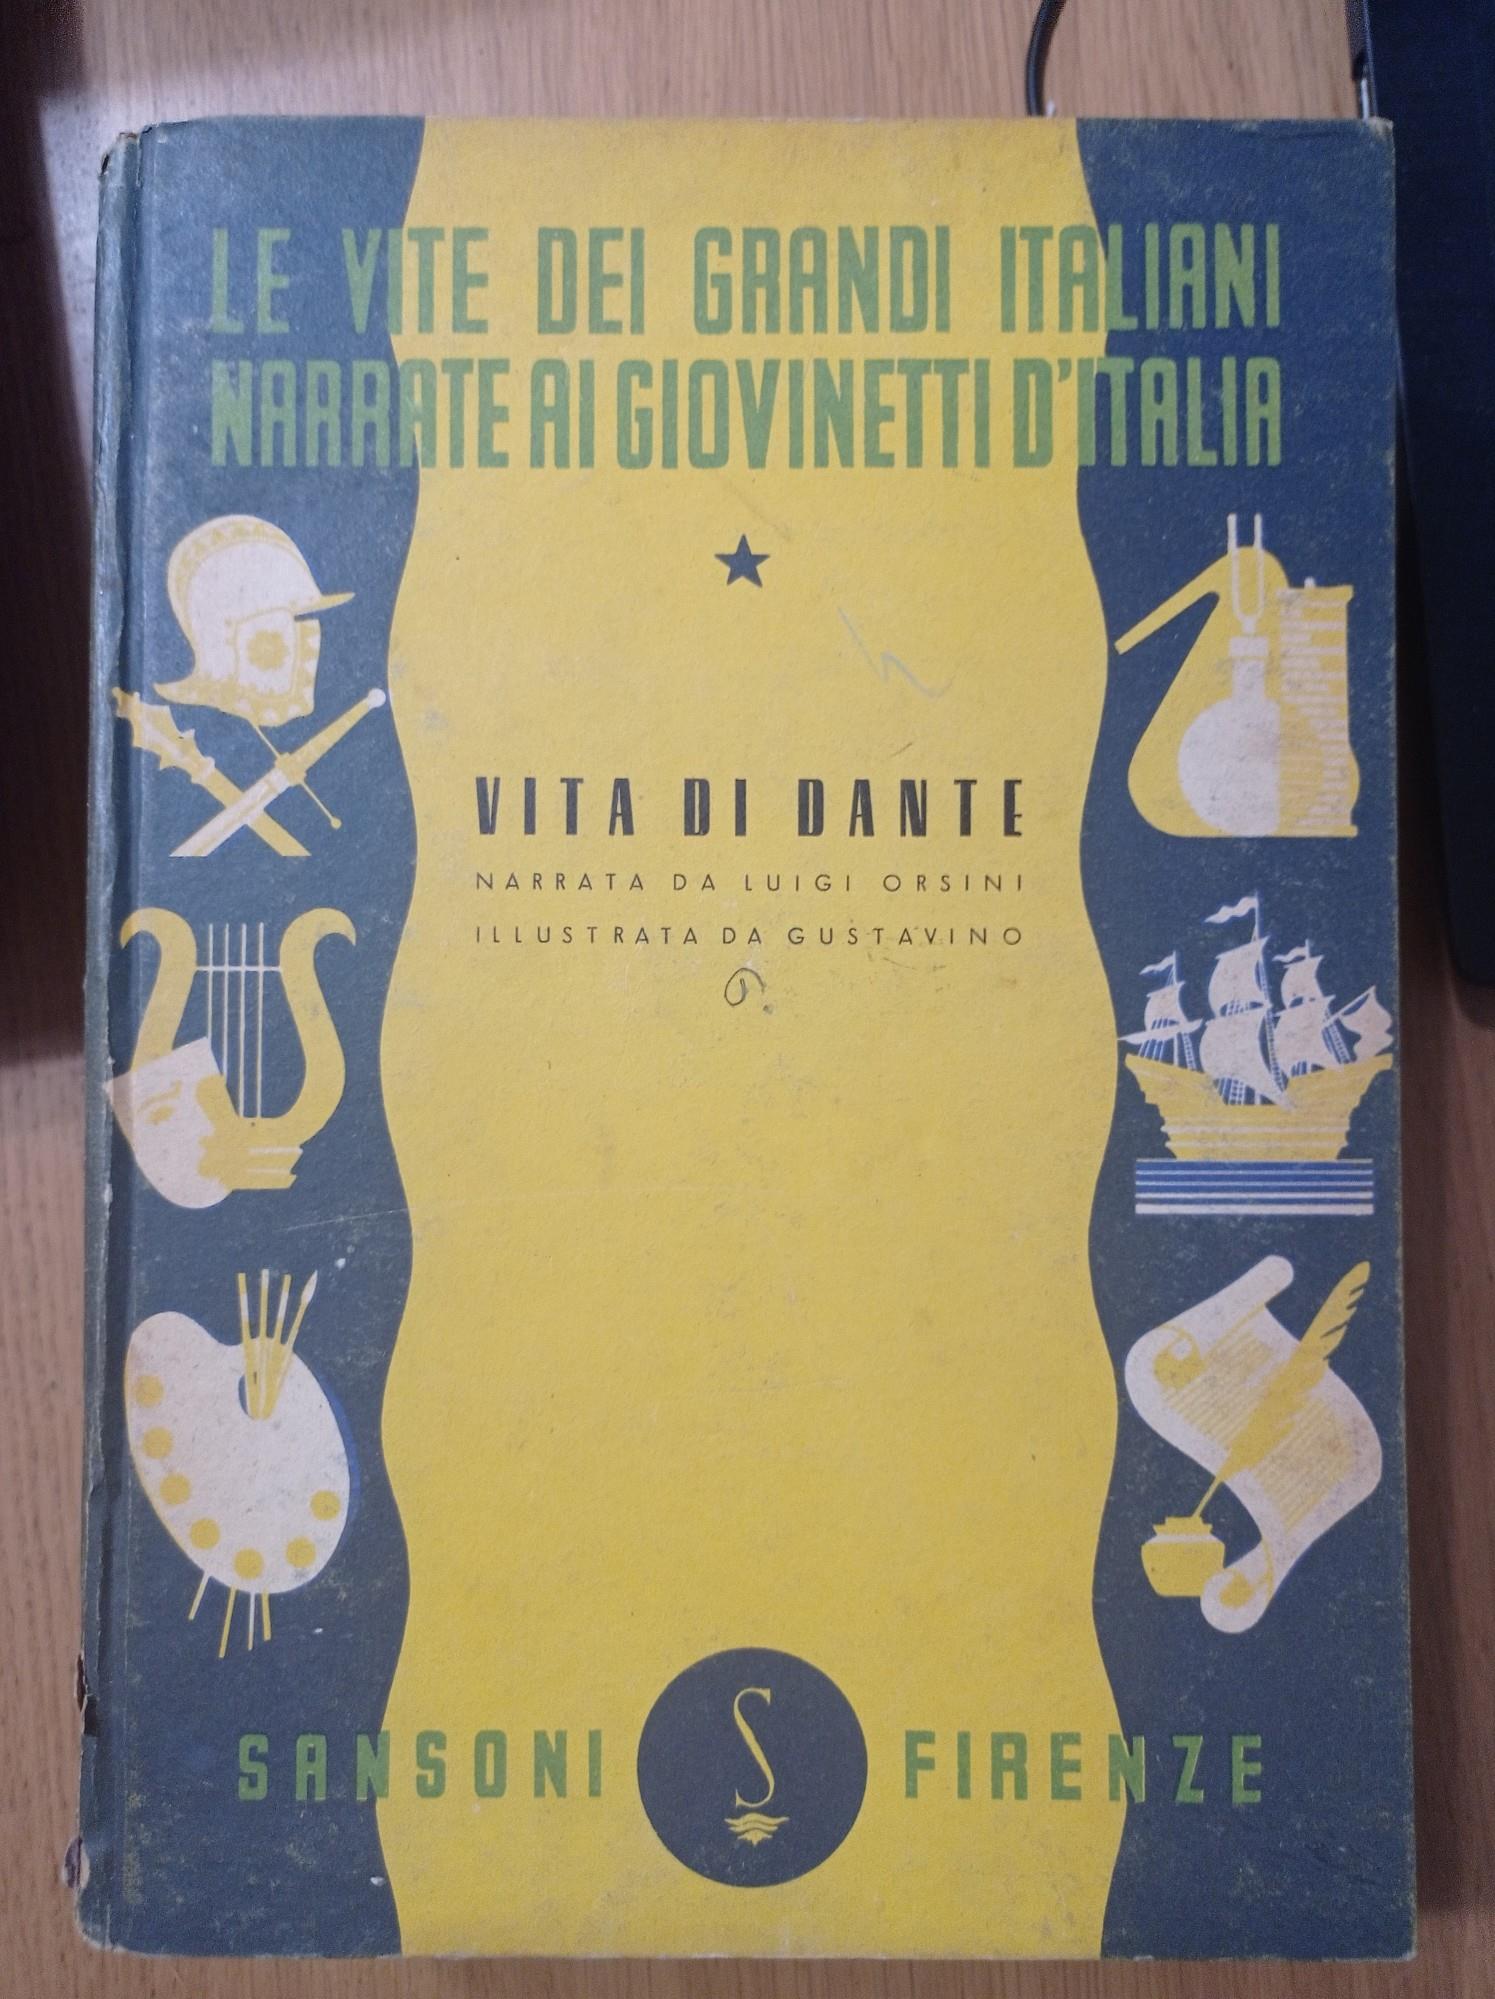 LE VITE DEI GRANDI ITALIANI
NARRATE AI GIOVINETTI D'ITALIA
VITA DI DANTE
NARRATA DA LUIGI ORSINI
ILLUSTRATA DA GUSTAVINO
SANSONI S FIRENZE